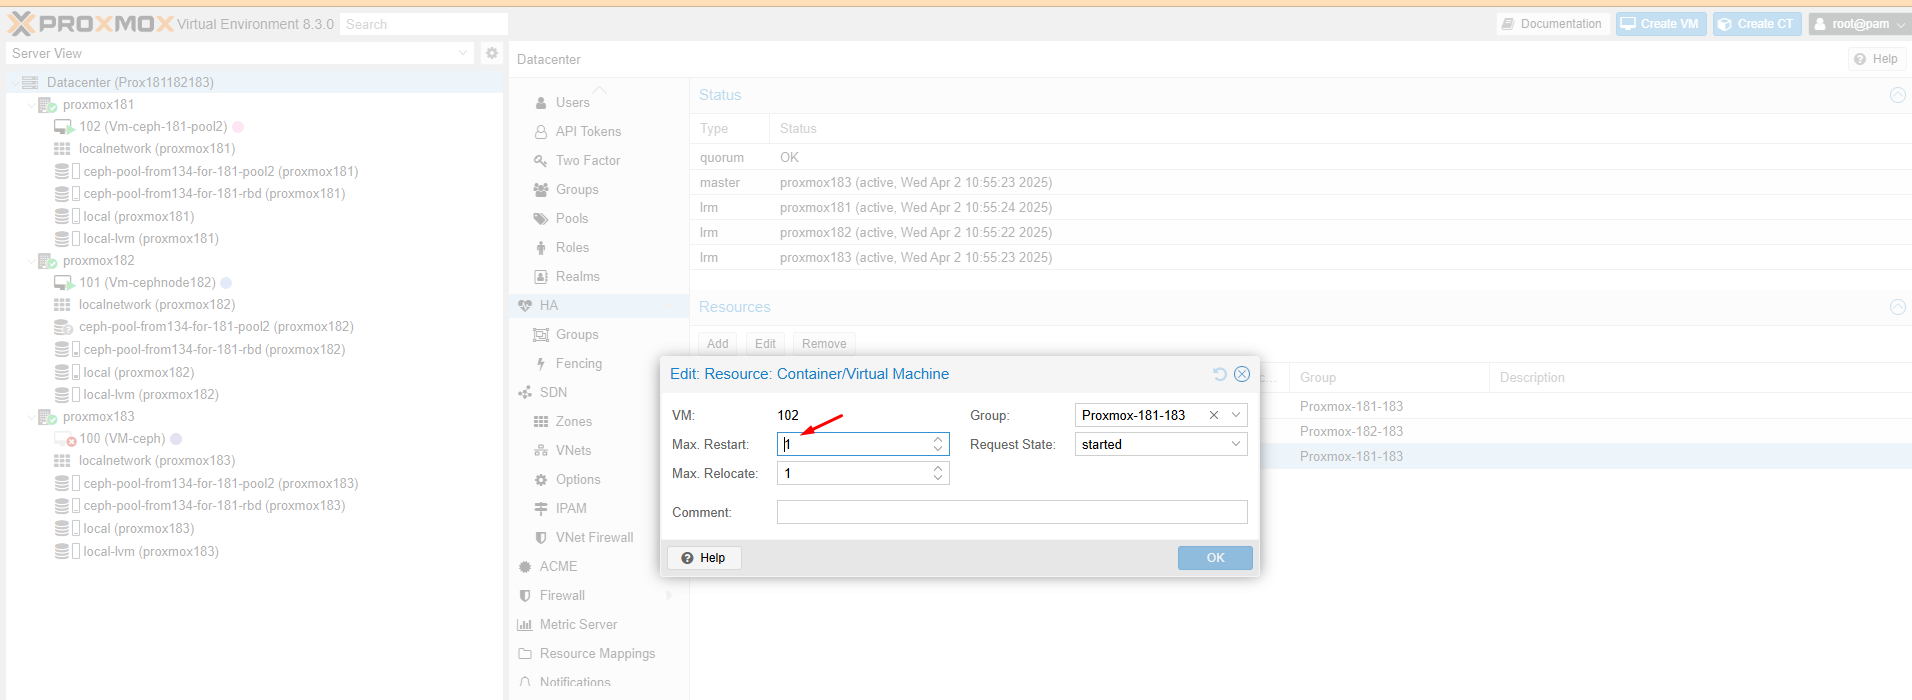 PROXMOX Virtual Environment 8.3.0 Search Documentation Create VM Create CT root@pam
Server View
Datacenter (Prox181182183)
proxmox181
102 (Vm-ceph-181-pool2)
localnetwork (proxmox181)
ceph-pool-from134-for-181-pool2 (proxmox181)
ceph-pool-from134-for-181-rbd (proxmox181)
local (proxmox181)
local-lvm (proxmox181)
proxmox182
101 (Vm-cephnode182)
localnetwork (proxmox182)
ceph-pool-from134-for-181-pool2 (proxmox182)
ceph-pool-from134-for-181-rbd (proxmox182)
local (proxmox182)
local-lvm (proxmox182)
proxmox183
100 (VM-ceph)
localnetwork (proxmox183)
ceph-pool-from134-for-181-pool2 (proxmox183)
ceph-pool-from134-for-181-rbd (proxmox183)
local (proxmox183)
local-lvm (proxmox183)
Datacenter
Help
Users
API Tokens
Two Factor
Groups
Pools
Roles
Realms
HA
Groups
Fencing
SDN
Zones
VNets
Options
IPAM
VNet Firewall
ACME
Firewall
Metric Server
Resource Mappings
Notifications
Status
Type Status
quorum OK
master proxmox183 (active, Wed Apr 2 10:55:23 2025)
lrm proxmox181 (active, Wed Apr 2 10:55:24 2025)
lrm proxmox182 (active, Wed Apr 2 10:55:22 2025)
lrm proxmox183 (active, Wed Apr 2 10:55:23 2025)
Resources
Add Edit Remove
c... Group Description
Proxmox-181-183
Proxmox-182-183
Proxmox-181-183
Edit: Resource: Container/Virtual Machine
VM: 102 Group: Proxmox-181-183
Max. Restart: 1 Request State: started
Max. Relocate: 1
Comment:
Help OK